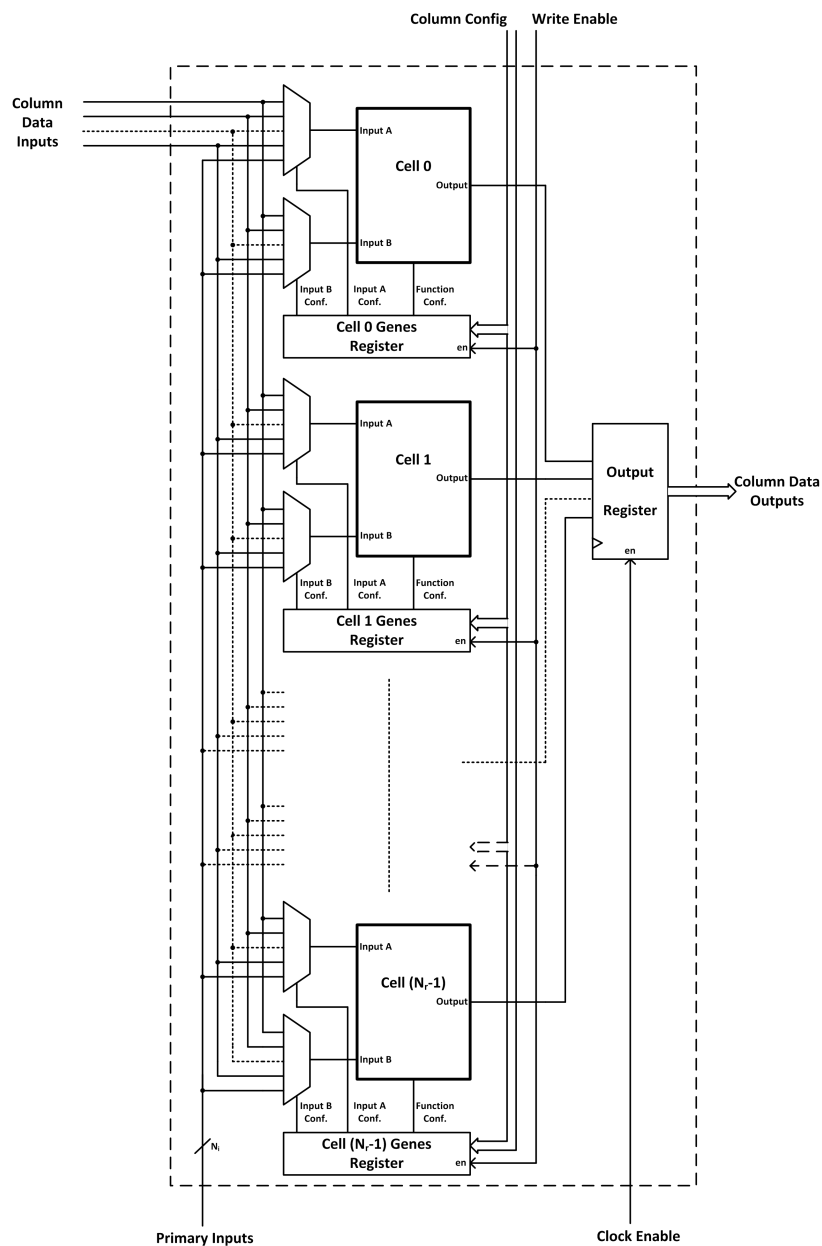 Column Config Write Enable
Column
Data
Inputs
Input A
Cell 0
Output
Input B
Input B
Conf.
Input A
Conf.
Function
Conf.
Cell 0 Genes
Register
en
Input A
Cell 1
Output
Input B
Input B
Conf.
Input A
Conf.
Function
Conf.
Cell 1 Genes
Register
en
Output
Register
en
Column Data
Outputs
Input A
Cell (Nr-1)
Output
Input B
Input B
Conf.
Input A
Conf.
Function
Conf.
Cell (Nr-1) Genes
Register
en
Ni
Primary Inputs
Clock Enable